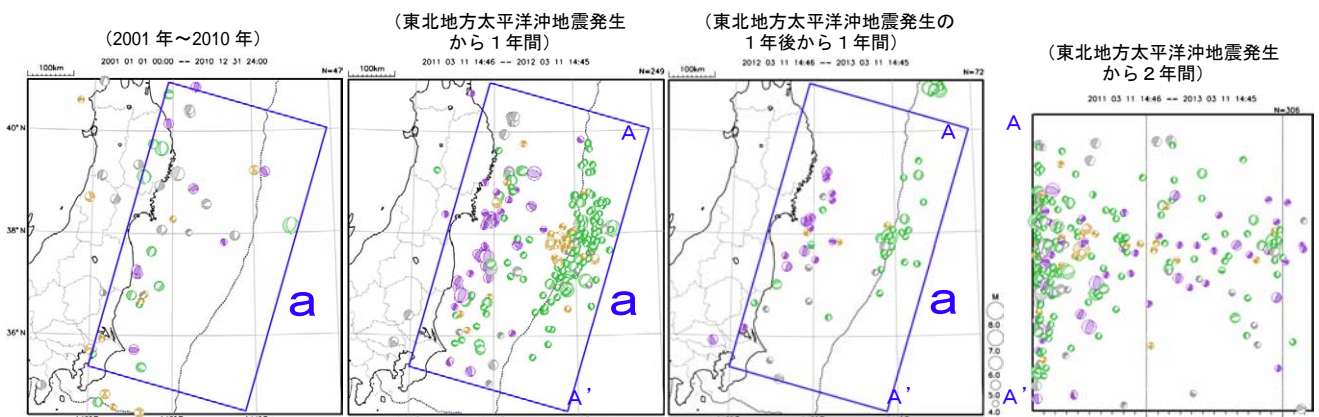 (2001 年～2010 年)
2001 01 01 00:00 -- 2010 12 31 24:00
100km
N=47
40°N
38°N
36°N
a
(東北地方太平洋沖地震発生
から１年間)
2011 03 11 14:46 -- 2012 03 11 14:45
100km
N=249
A
a
A'
(東北地方太平洋沖地震発生の
１年後から１年間)
2012 03 11 14:46 -- 2013 03 11 14:45
100km
N=72
A
a
A'
M
8.0
7.0
6.0
5.0
4.0
(東北地方太平洋沖地震発生
から２年間)
2011 03 11 14:46 -- 2013 03 11 14:45
N=306
A
A'